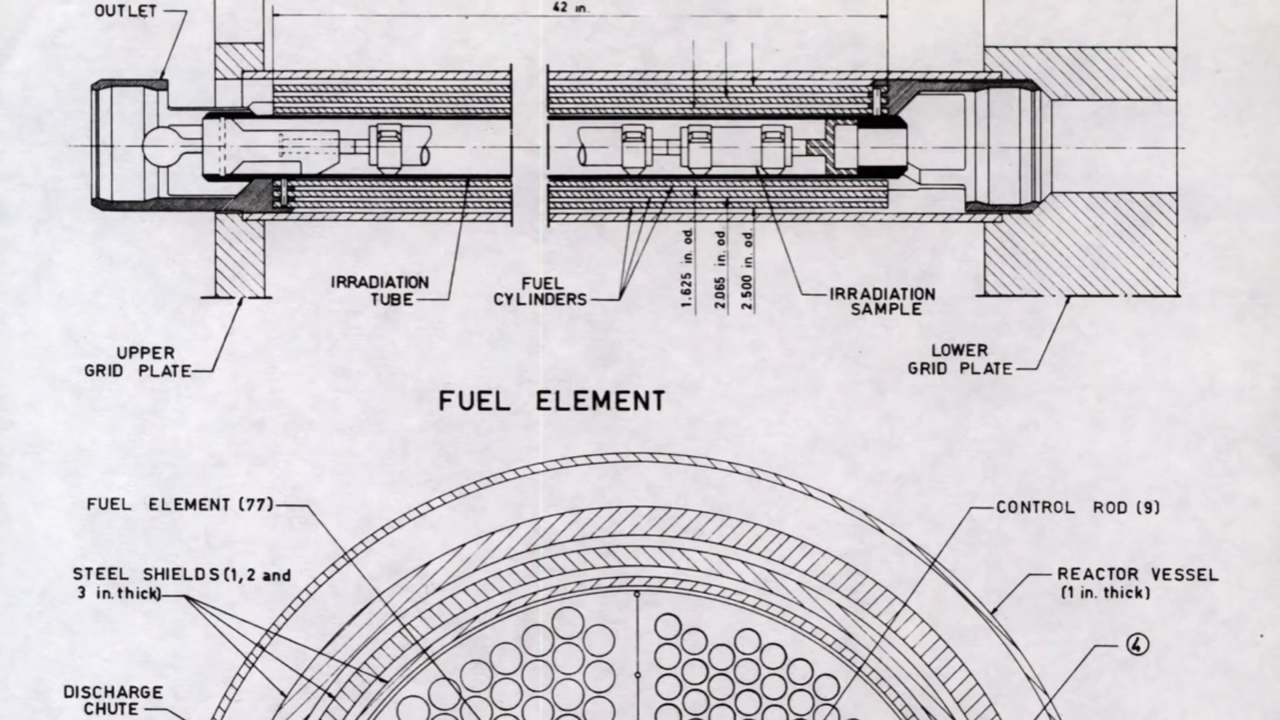 42 in.
OUTLET
1.625 in. od.
2.065 in. od.
2.500 in. od.
IRRADIATION
TUBE
FUEL
CYLINDERS
IRRADIATION
SAMPLE
UPPER
GRID PLATE
LOWER
GRID PLATE
FUEL ELEMENT
FUEL ELEMENT (77)
CONTROL ROD (9)
STEEL SHIELDS (1, 2 and
3 in. thick)
REACTOR VESSEL
(1 in. thick)
4
DISCHARGE
CHUTE